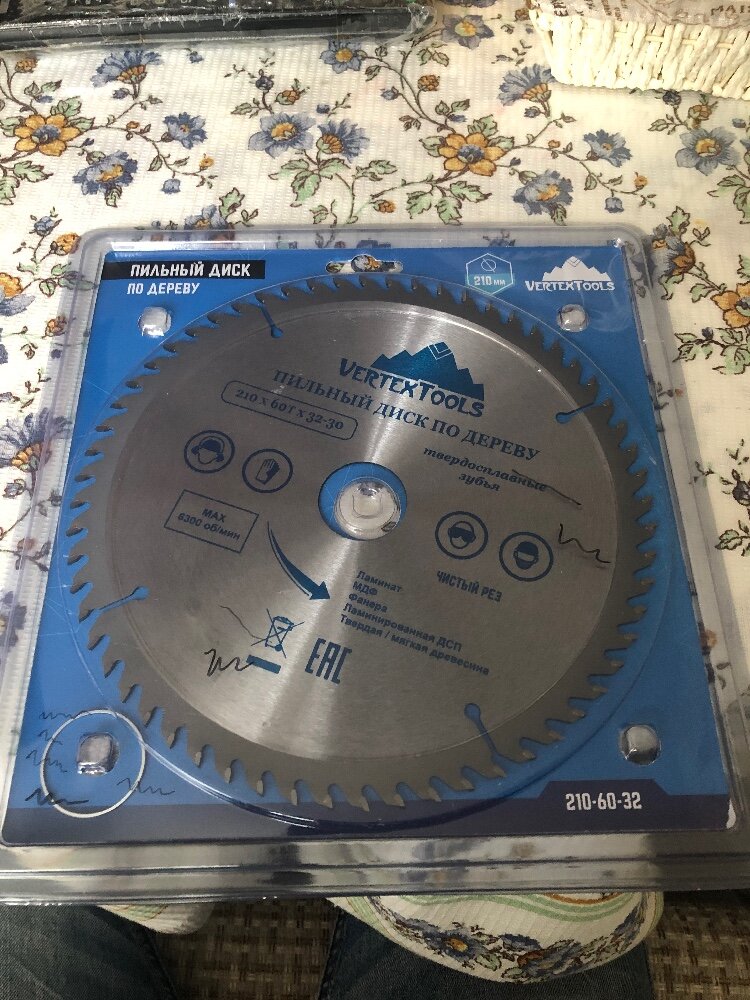 ПИЛЬНЫЙ ДИСК
ПО ДЕРЕВУ
210 мм
VERTEXTOOLS
VERTEXTOOLS
ПИЛЬНЫЙ ДИСК ПО ДЕРЕВУ
210 x 60T x 32-30
твердосплавные
зубья
MAX
6300 об/мин
ЧИСТЫЙ РЕЗ
Ламинат
МДФ
Фанера
Ламинированная ДСП
Твердая / мягкая древесина
EAC
210-60-32